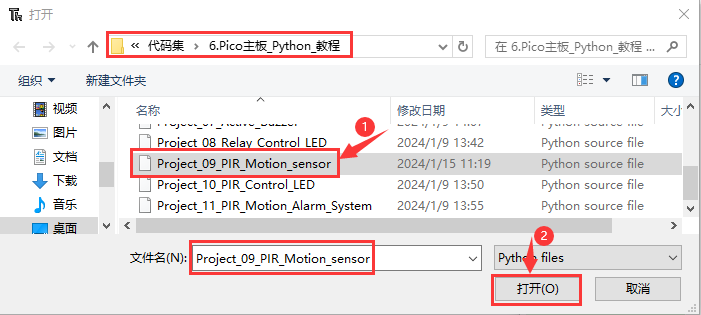 打开
« 代码集 › 6.Pico主板_Python_教程
在 6.Pico主板_Python_教程
组织 新建文件夹
名称 修改日期 类型 大小
视频
图片
文档
下载
音乐
桌面
Project_07_Active_Buzzer Python source file
Project_08_Relay_Control_LED 2024/1/9 13:42 Python source file
1
Project_09_PIR_Motion_sensor 2024/1/15 11:19 Python source file
Project_10_PIR_Control_LED 2024/1/9 13:50 Python source file
Project_11_PIR_Motion_Alarm_System 2024/1/9 13:55 Python source file
2
文件名(N): Project_09_PIR_Motion_sensor Python files
打开(O) 取消